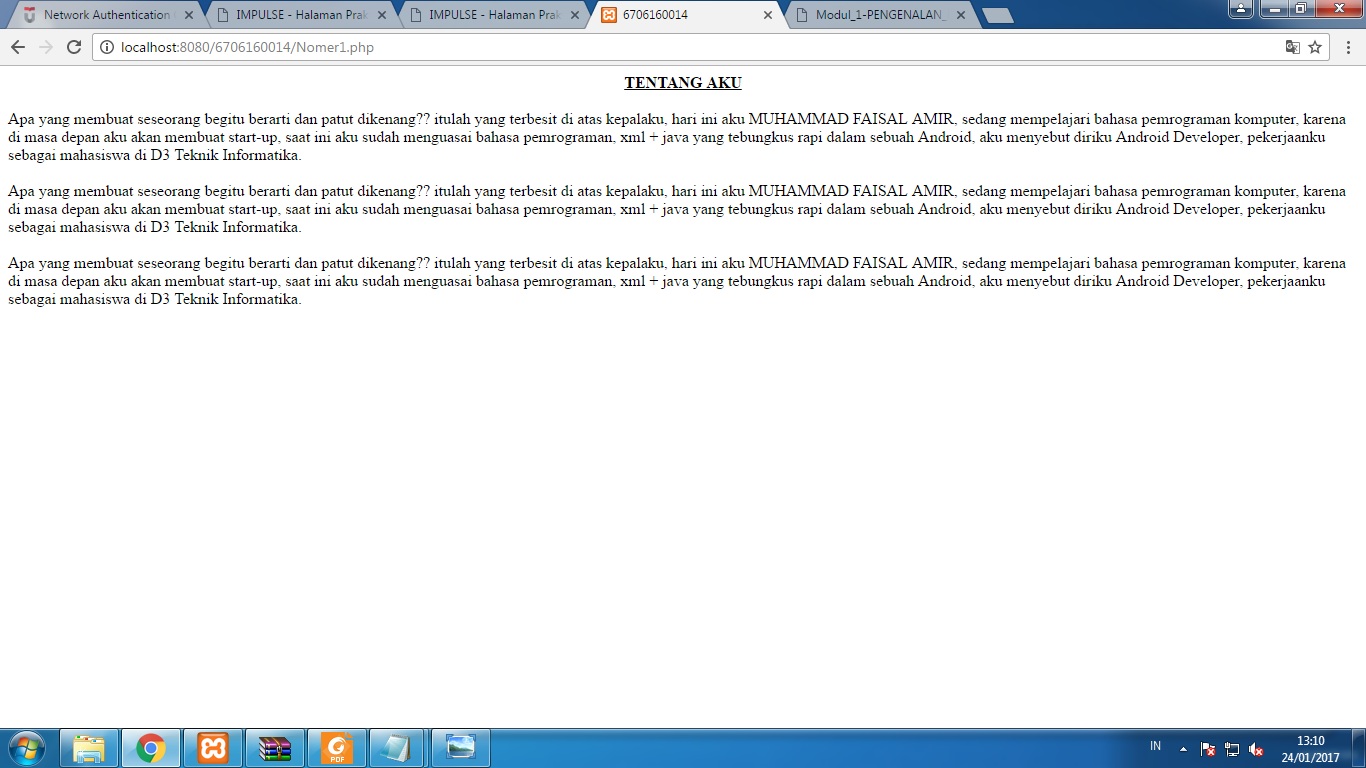 Network Authentication
IMPULSE - Halaman Prak
IMPULSE - Halaman Prak
6706160014
Modul_1-PENGENALAN_
localhost:8080/6706160014/Nomer1.php
TENTANG AKU
Apa yang membuat seseorang begitu berarti dan patut dikenang?? itulah yang terbesit di atas kepalaku, hari ini aku MUHAMMAD FAISAL AMIR, sedang mempelajari bahasa pemrograman komputer, karena
di masa depan aku akan membuat start-up, saat ini aku sudah menguasai bahasa pemrograman, xml + java yang tebungkus rapi dalam sebuah Android, aku menyebut diriku Android Developer, pekerjaanku
sebagai mahasiswa di D3 Teknik Informatika.
Apa yang membuat seseorang begitu berarti dan patut dikenang?? itulah yang terbesit di atas kepalaku, hari ini aku MUHAMMAD FAISAL AMIR, sedang mempelajari bahasa pemrograman komputer, karena
di masa depan aku akan membuat start-up, saat ini aku sudah menguasai bahasa pemrograman, xml + java yang tebungkus rapi dalam sebuah Android, aku menyebut diriku Android Developer, pekerjaanku
sebagai mahasiswa di D3 Teknik Informatika.
Apa yang membuat seseorang begitu berarti dan patut dikenang?? itulah yang terbesit di atas kepalaku, hari ini aku MUHAMMAD FAISAL AMIR, sedang mempelajari bahasa pemrograman komputer, karena
di masa depan aku akan membuat start-up, saat ini aku sudah menguasai bahasa pemrograman, xml + java yang tebungkus rapi dalam sebuah Android, aku menyebut diriku Android Developer, pekerjaanku
sebagai mahasiswa di D3 Teknik Informatika.
PDF
IN
13:10
24/01/2017